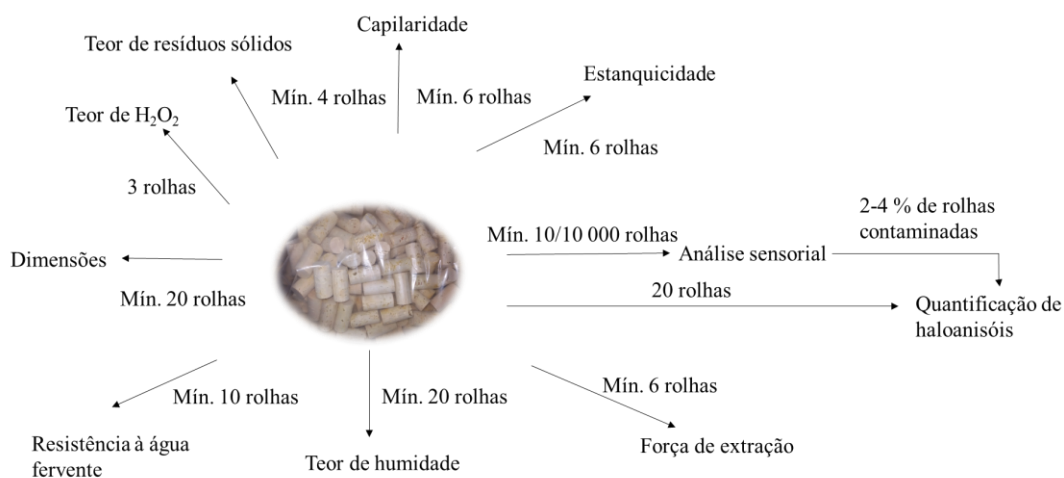 Capilaridade
Teor de resíduos sólidos
Estanquicidade
Mín. 4 rolhas
Mín. 6 rolhas
Teor de H₂O₂
Mín. 6 rolhas
3 rolhas
2-4 % de rolhas
contaminadas
Mín. 10/10 000 rolhas
Análise sensorial
Dimensões
Mín. 20 rolhas
20 rolhas
Quantificação de
haloanisóis
Mín. 10 rolhas
Mín. 20 rolhas
Mín. 6 rolhas
Resistência à água
fervente
Teor de humidade
Força de extração